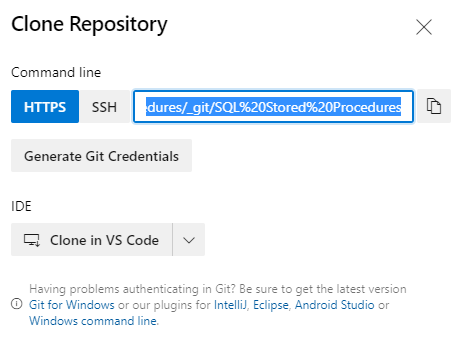 Clone Repository
Command line
HTTPS SSH edures/_git/SQL%20Stored%20Procedures
Generate Git Credentials
IDE
Clone in VS Code
Having problems authenticating in Git? Be sure to get the latest version
Git for Windows or our plugins for IntelliJ, Eclipse, Android Studio or
Windows command line.